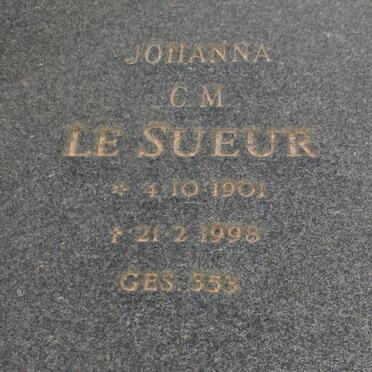 JOHANNA
C M
LE SUEUR
* 4 10 1901
† 21 2 1998
GES. 353